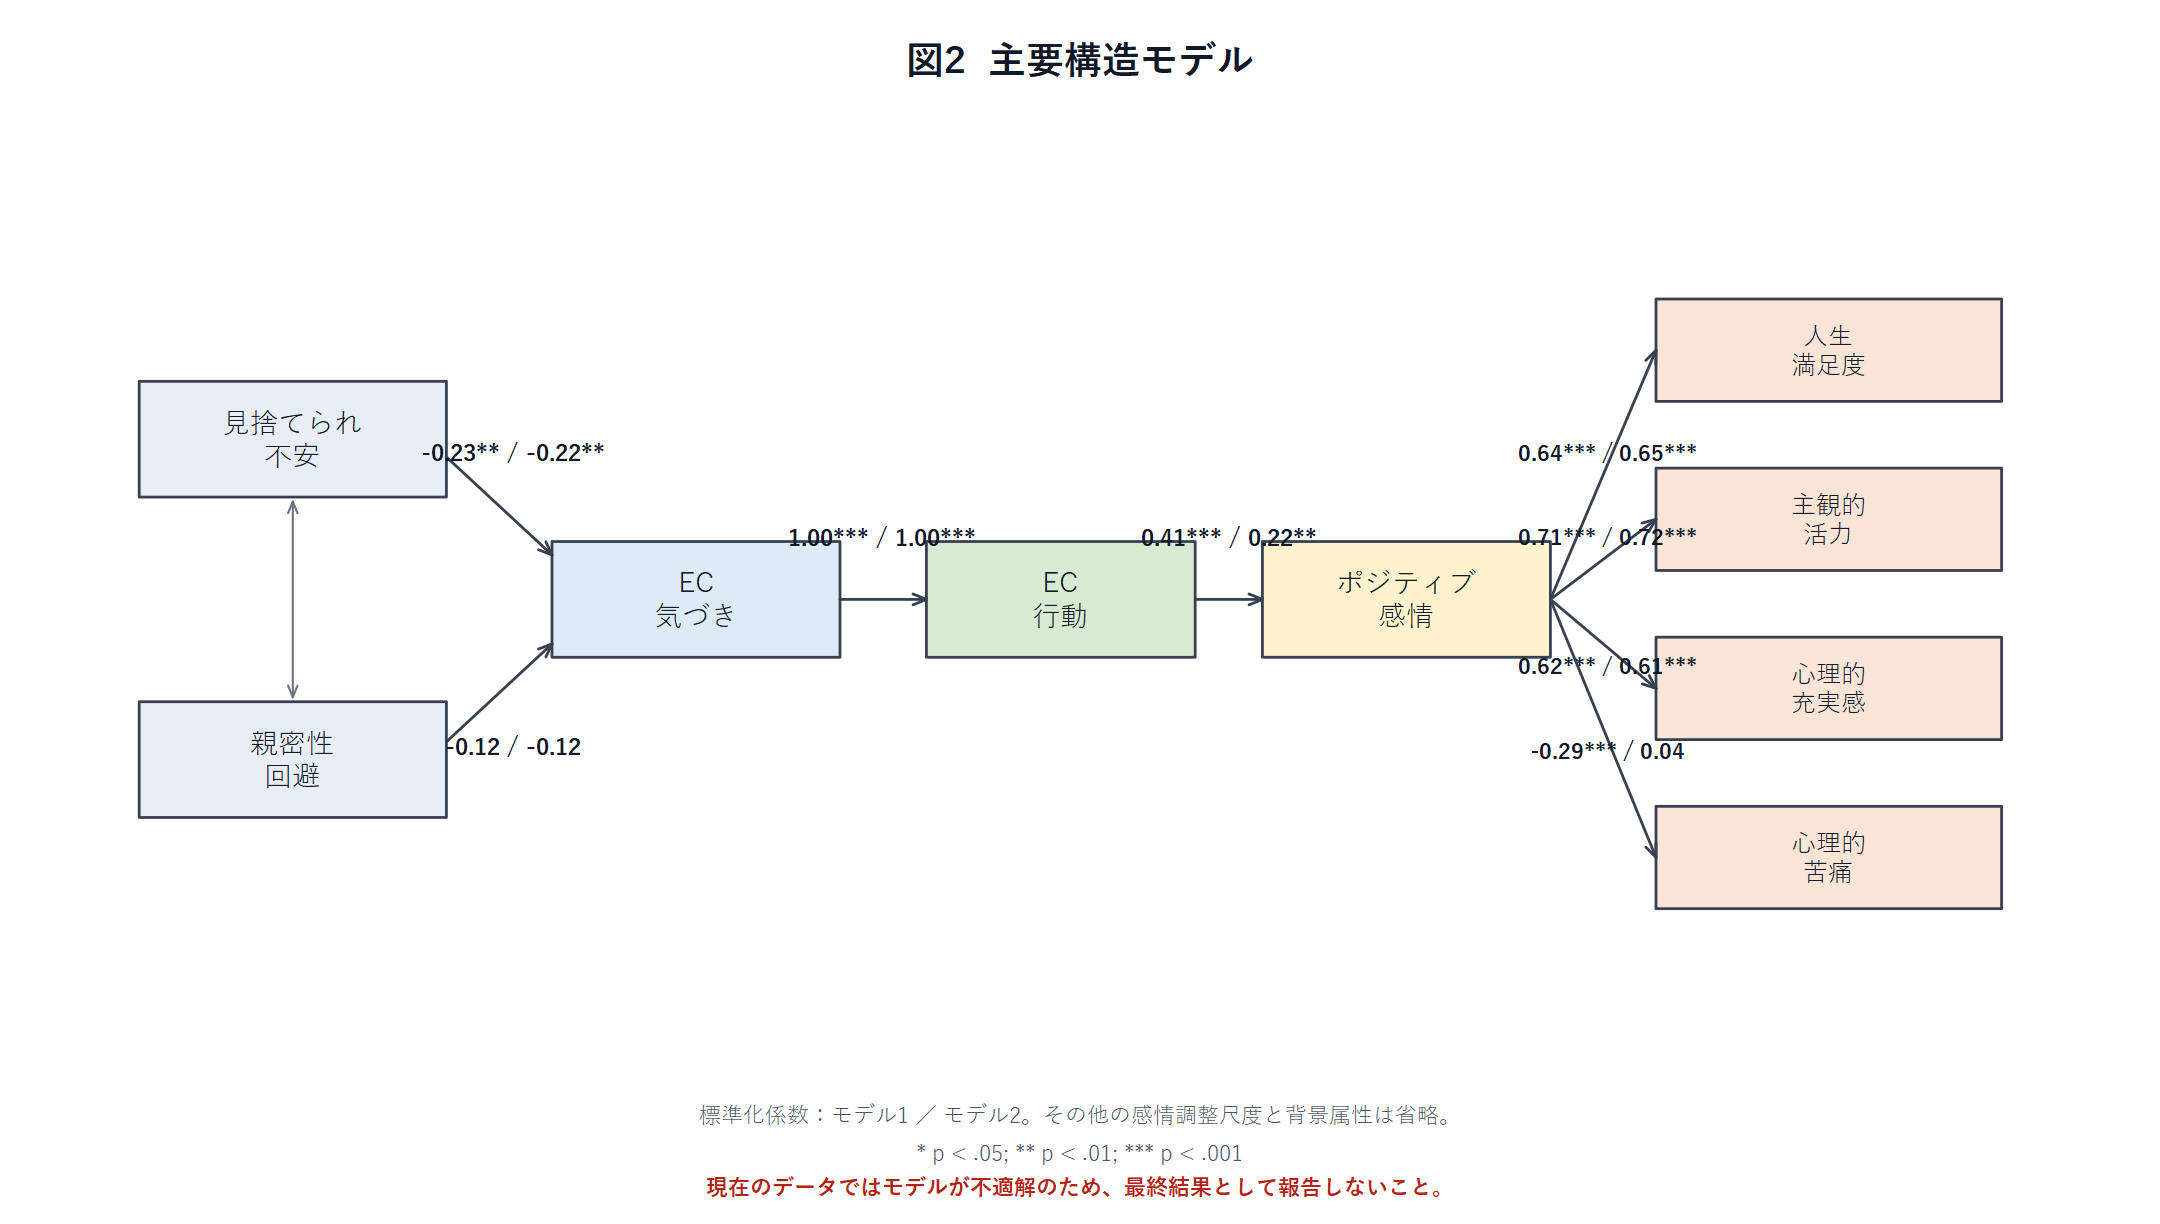 図2 主要構造モデル
人生
満足度
見捨てられ
不安
-0.23** / -0.22**
0.64*** / 0.65***
主観的
活力
1.00*** / 1.00***
0.41*** / 0.22**
0.71*** / 0.72***
EC
気づき
EC
行動
ポジティブ
感情
0.62*** / 0.61***
心理的
充実感
親密性
回避
-0.12 / -0.12
-0.29*** / 0.04
心理的
苦痛
標準化係数：モデル1 ／ モデル2。その他の感情調整尺度と背景属性は省略。
* p < .05; ** p < .01; *** p < .001
現在のデータではモデルが不適解のため、最終結果として報告しないこと。